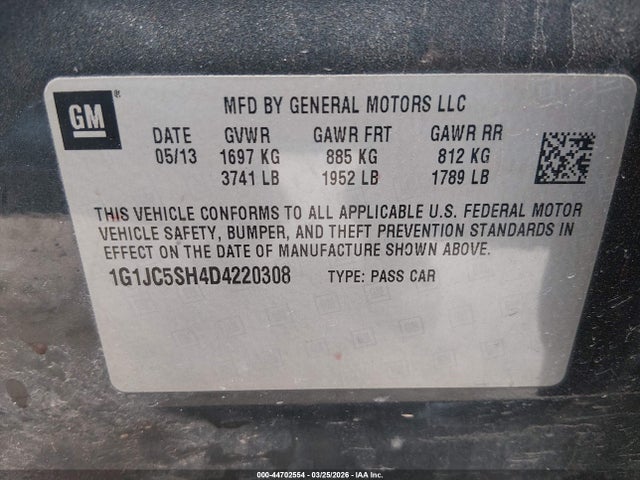 GM®
MFD BY GENERAL MOTORS LLC
DATE GVWR GAWR FRT GAWR RR
05/13 1697 KG 885 KG 812 KG
3741 LB 1952 LB 1789 LB
THIS VEHICLE CONFORMS TO ALL APPLICABLE U.S. FEDERAL MOTOR
VEHICLE SAFETY, BUMPER, AND THEFT PREVENTION STANDARDS IN
EFFECT ON THE DATE OF MANUFACTURE SHOWN ABOVE.
1G1JC5SH4D4220308 TYPE: PASS CAR
000-44702554 | 03/25/2026 | IAA Inc.